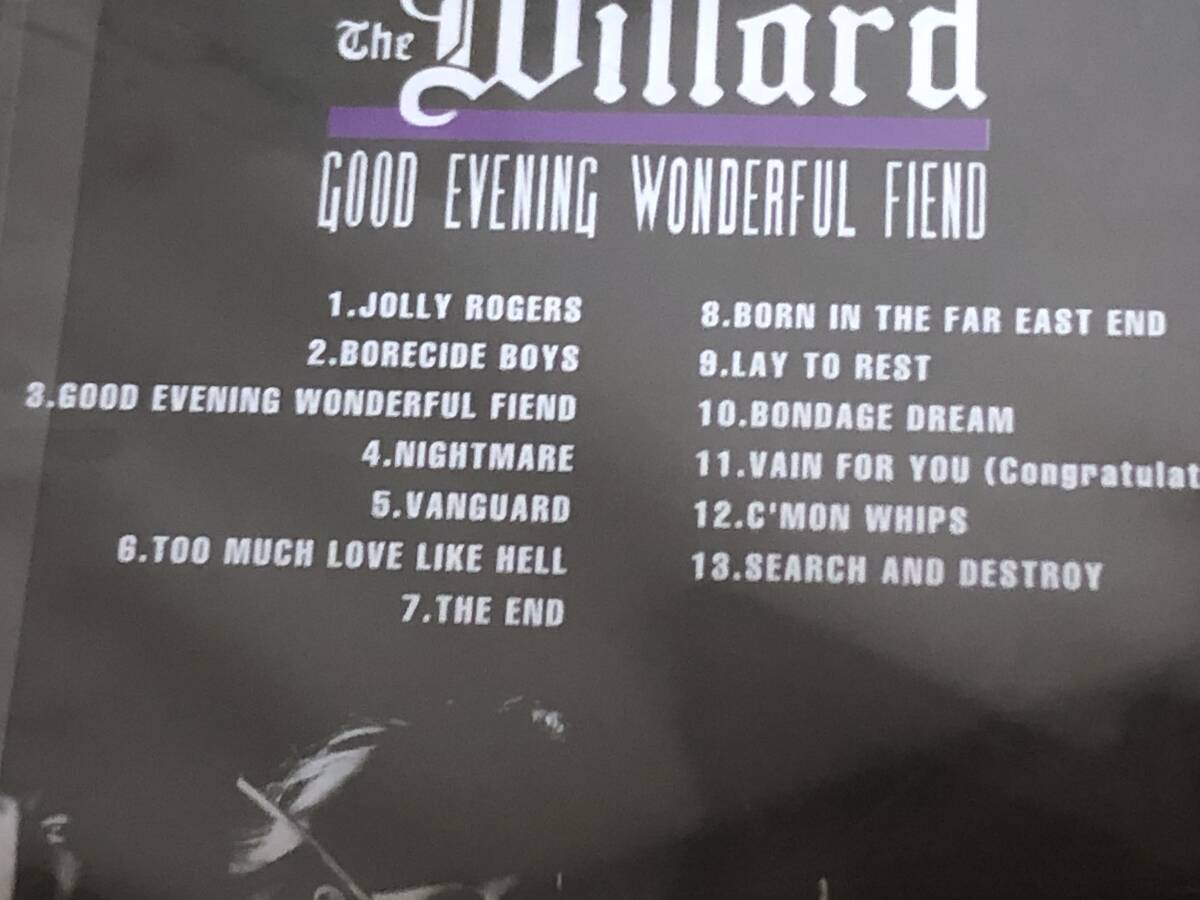 The Willard
GOOD EVENING WONDERFUL FIEND
1.JOLLY ROGERS
2.BORECIDE BOYS
3.GOOD EVENING WONDERFUL FIEND
4.NIGHTMARE
5.VANGUARD
6.TOO MUCH LOVE LIKE HELL
7.THE END
8.BORN IN THE FAR EAST END
9.LAY TO REST
10.BONDAGE DREAM
11.VAIN FOR YOU (Congratulat
12.C'MON WHIPS
13.SEARCH AND DESTROY